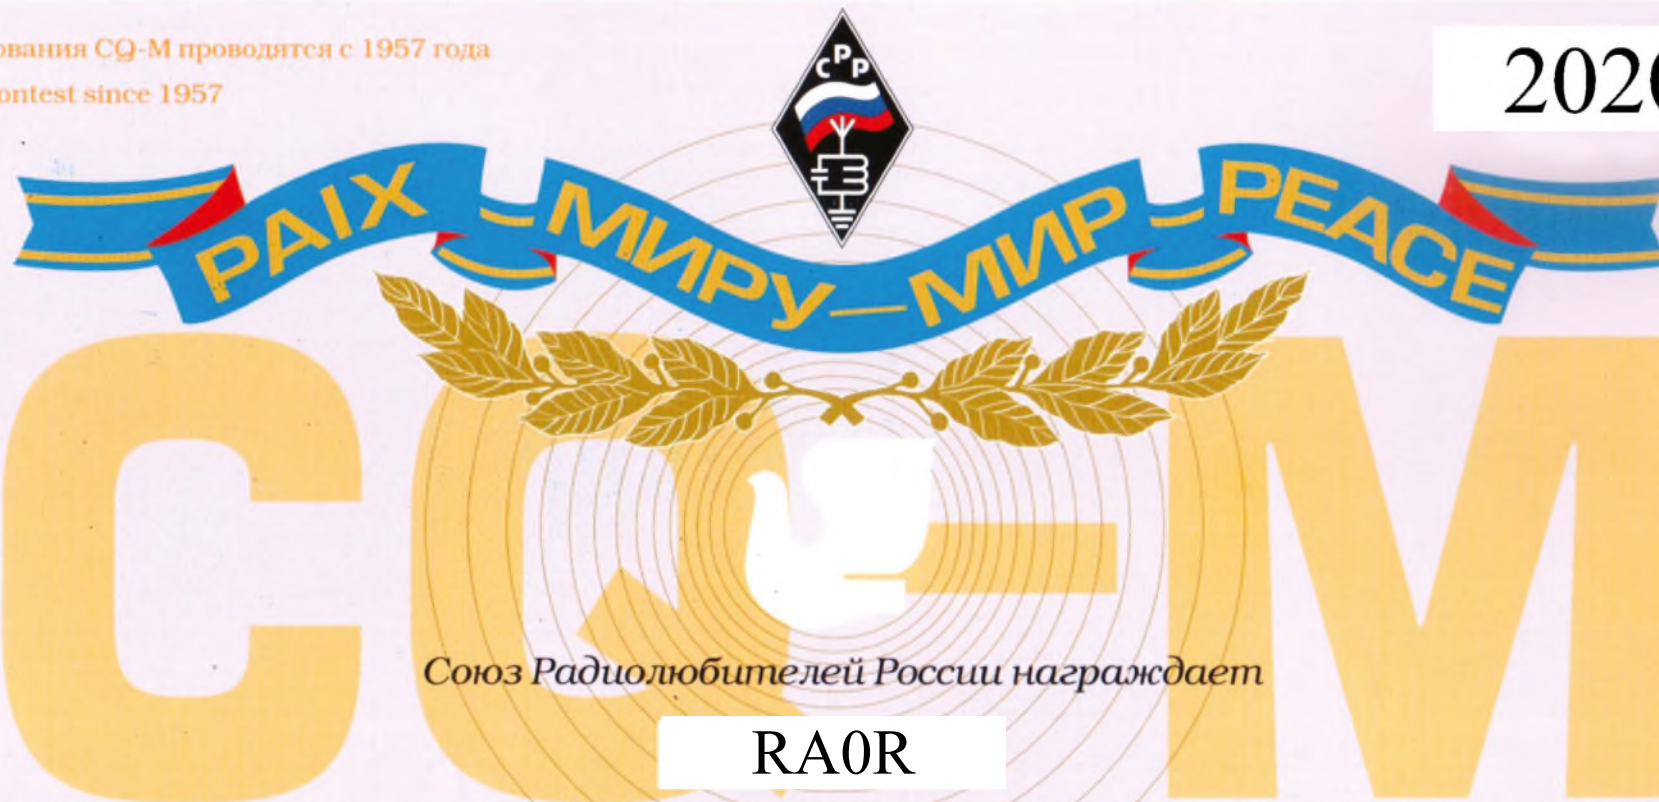 ования CQ-M проводятся с 1957 года
ontest since 1957
2020
СРР
PAIX МИРУ—МИР PEACE
CQ-M
Союз Радиолюбителей России награждает
RA0R